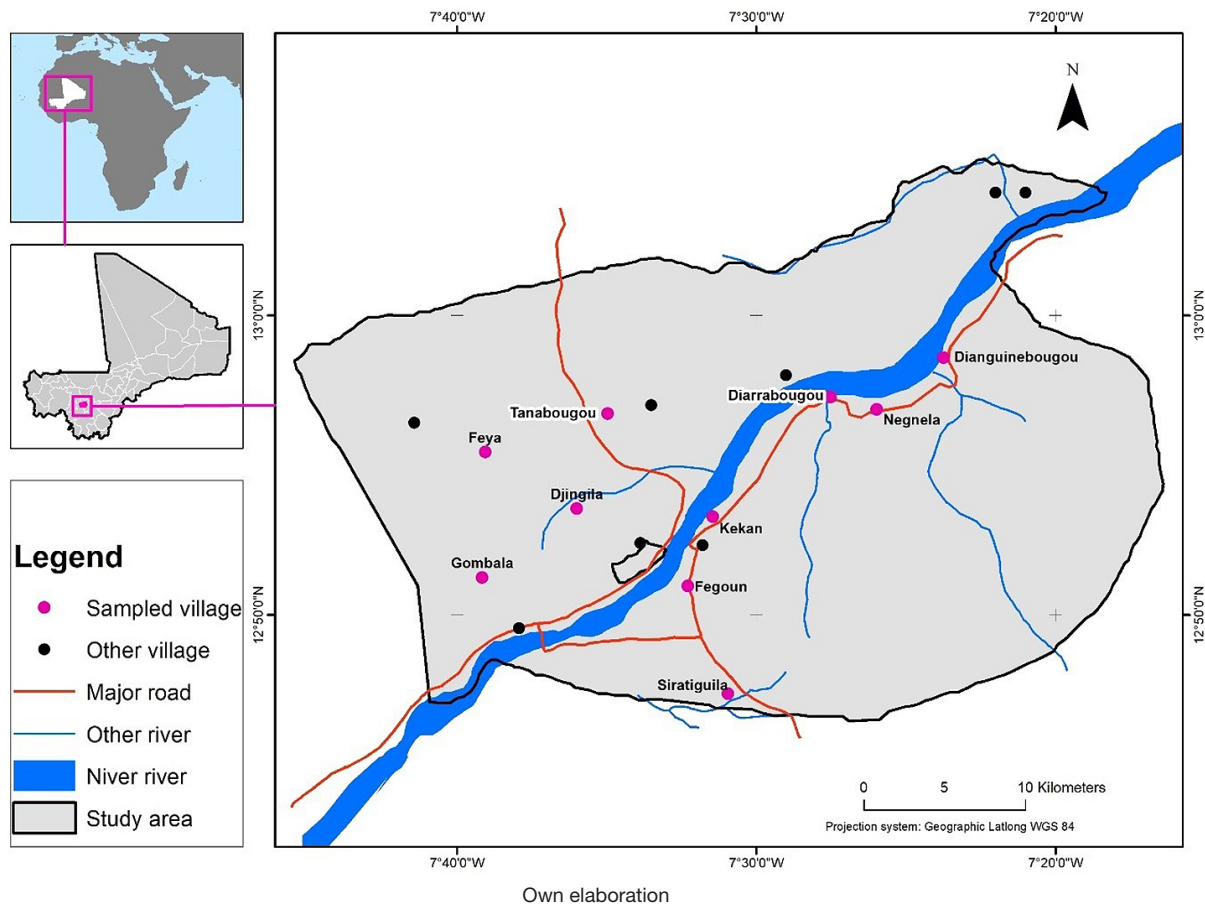 7°40'0"W
7°30'0"W
7°20'0"W
N
13°0'0"N
13°0'0"N
Dianguinebougou
Diarrabougou
Tanabougou
Negnela
Feya
Djingila
Kekan
Gombala
Fegoun
12°50'0"N
12°50'0"N
Siratiguila
Legend
Sampled village
Other village
Major road
Other river
Niver river
Study area
0 5 10 Kilometers
Projection system: Geographic Latlong WGS 84
7°40'0"W
7°30'0"W
7°20'0"W
Own elaboration